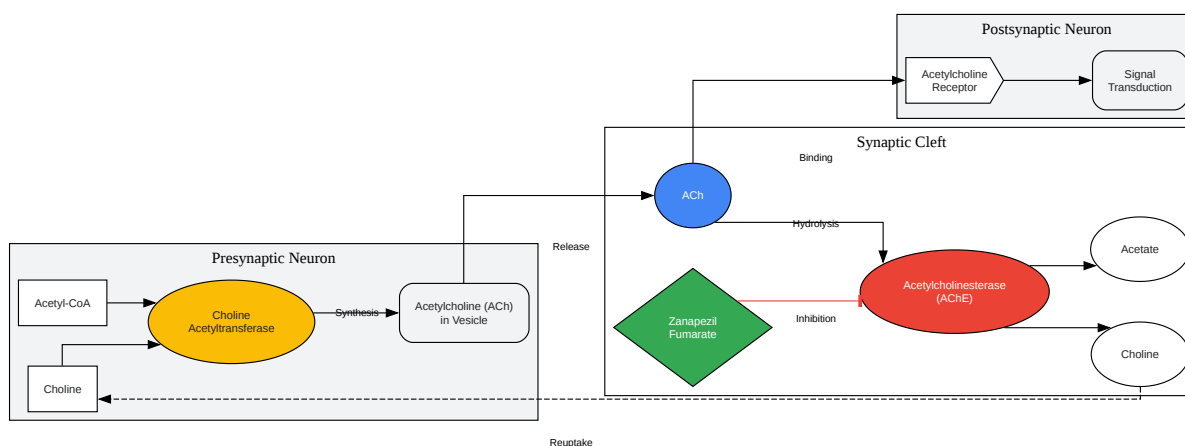 Postsynaptic Neuron
Acetylcholine
Receptor
Signal
Transduction
Synaptic Cleft
Binding
ACh
Hydrolysis
Release
Presynaptic Neuron
Acetyl-CoA
Choline
Acetyltransferase
Synthesis
Acetylcholine (ACh)
in Vesicle
Choline
Zanapezil
Fumarate
Inhibition
Acetylcholinesterase
(AChE)
Acetate
Choline
Reuptake